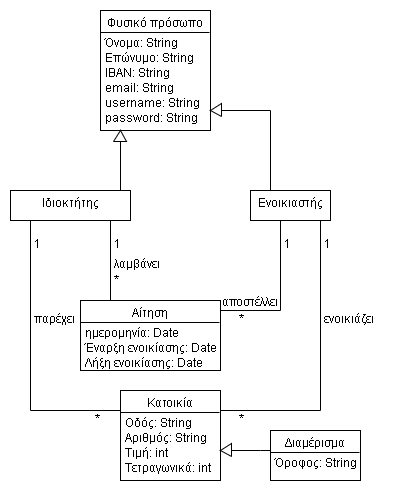 Φυσικό πρόσωπο
Όνομα: String
Επώνυμο: String
IBAN: String
email: String
username: String
password: String
Ιδιοκτήτης
Ενοικιαστής
1
1
1
1
λαμβάνει
*
αποστέλλει
*
παρέχει
ενοικιάζει
Αίτηση
ημερομηνία: Date
Έναρξη ενοικίασης: Date
Λήξη ενοικίασης: Date
*
*
Κατοικία
Οδός: String
Αριθμός: String
Τιμή: int
Τετραγωνικά: int
Διαμέρισμα
Όροφος: String